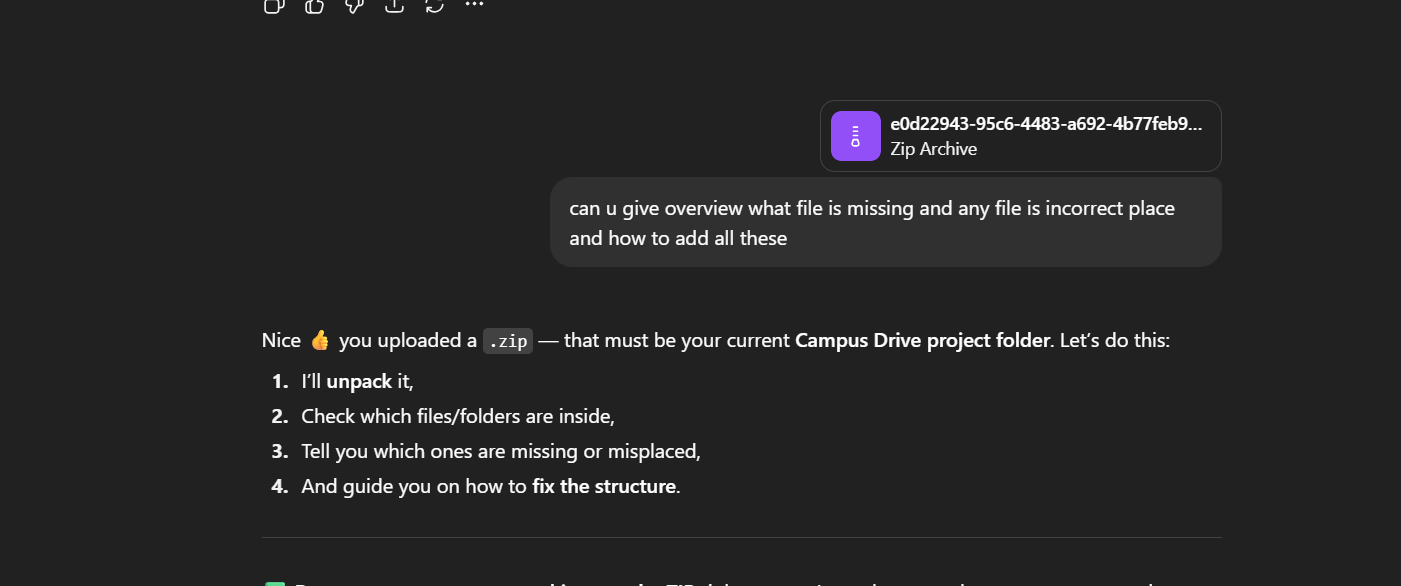 e0d22943-95c6-4483-a692-4b77feb9...
Zip Archive
can u give overview what file is missing and any file is incorrect place
and how to add all these
Nice 👍 you uploaded a .zip — that must be your current Campus Drive project folder. Let's do this:
1. I'll unpack it,
2. Check which files/folders are inside,
3. Tell you which ones are missing or misplaced,
4. And guide you on how to fix the structure.